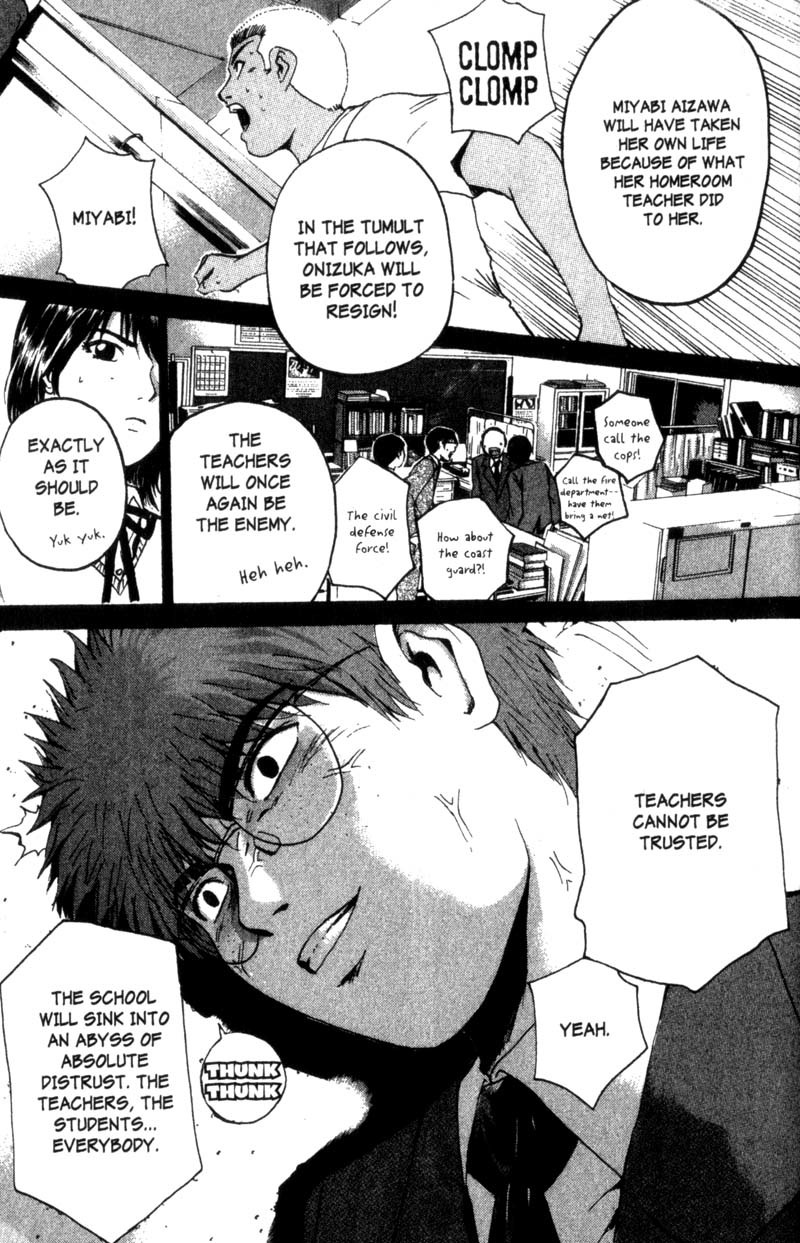 MIYABI AIZAWA
WILL HAVE TAKEN
HER OWN LIFE
BECAUSE OF WHAT
HER HOMEROOM
TEACHER DID
TO HER.
CLOMP
CLOMP
IN THE TUMULT
THAT FOLLOWS,
ONIZUKA WILL
BE FORCED TO
RESIGN!
MIYABI!
EXACTLY
AS IT
SHOULD
BE.
Yuk yuk.
THE
TEACHERS
WILL ONCE
AGAIN BE
THE ENEMY.
Heh heh.
The civil
defense
force!
How about
the coast
guard?!
Call the fire
department--
have them
bring a net!
Someone
call the
cops!
TEACHERS
CANNOT BE
TRUSTED.
YEAH.
THE SCHOOL
WILL SINK INTO
AN ABYSS OF
ABSOLUTE
DISTRUST. THE
TEACHERS, THE
STUDENTS...
EVERYBODY.
THUNK
THUNK